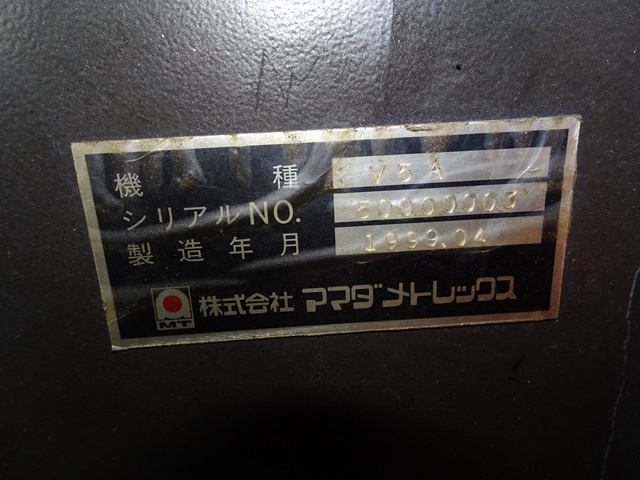 機種 V5A
シリアルNO. 50900003
製造年月 1999.04
MT 株式会社 アマダメトレックス